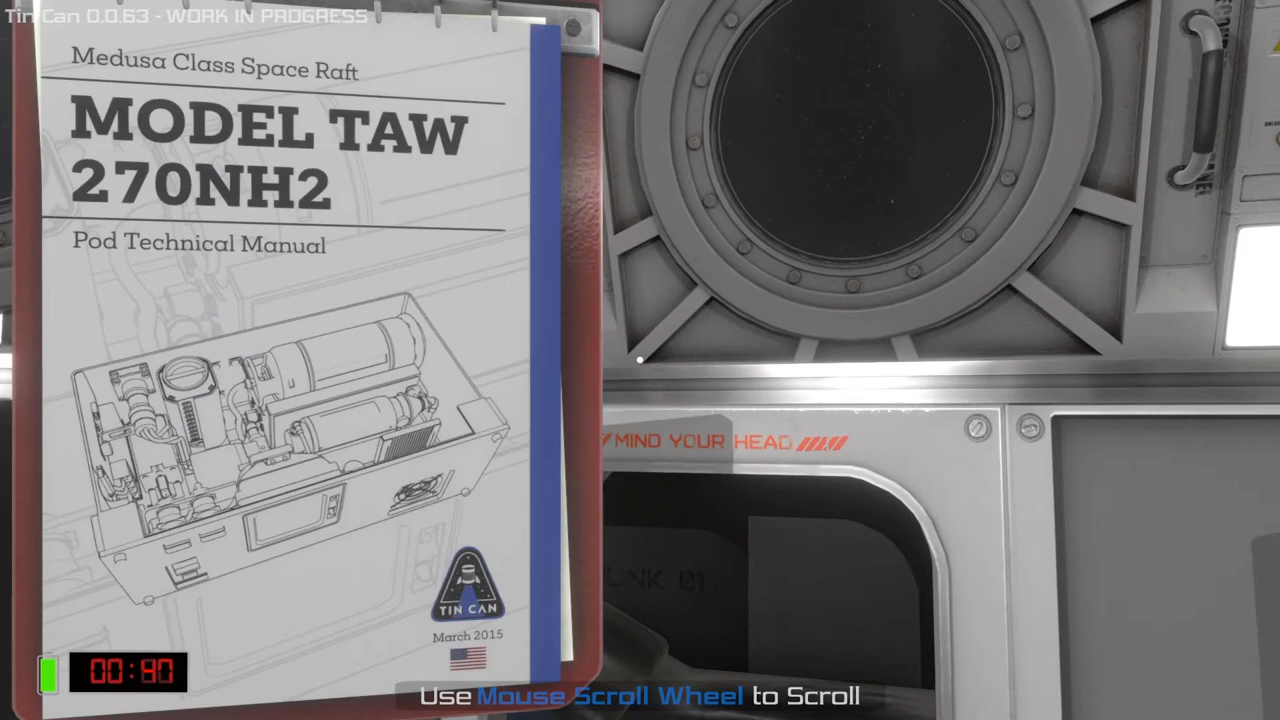 Tin Can 0.0.63 - WORK IN PROGRESS
Medusa Class Space Raft
MODEL TAW
270NH2
Pod Technical Manual
TIN CAN
March 2015
MIND YOUR HEAD
01
00:40
Use Mouse Scroll Wheel to Scroll